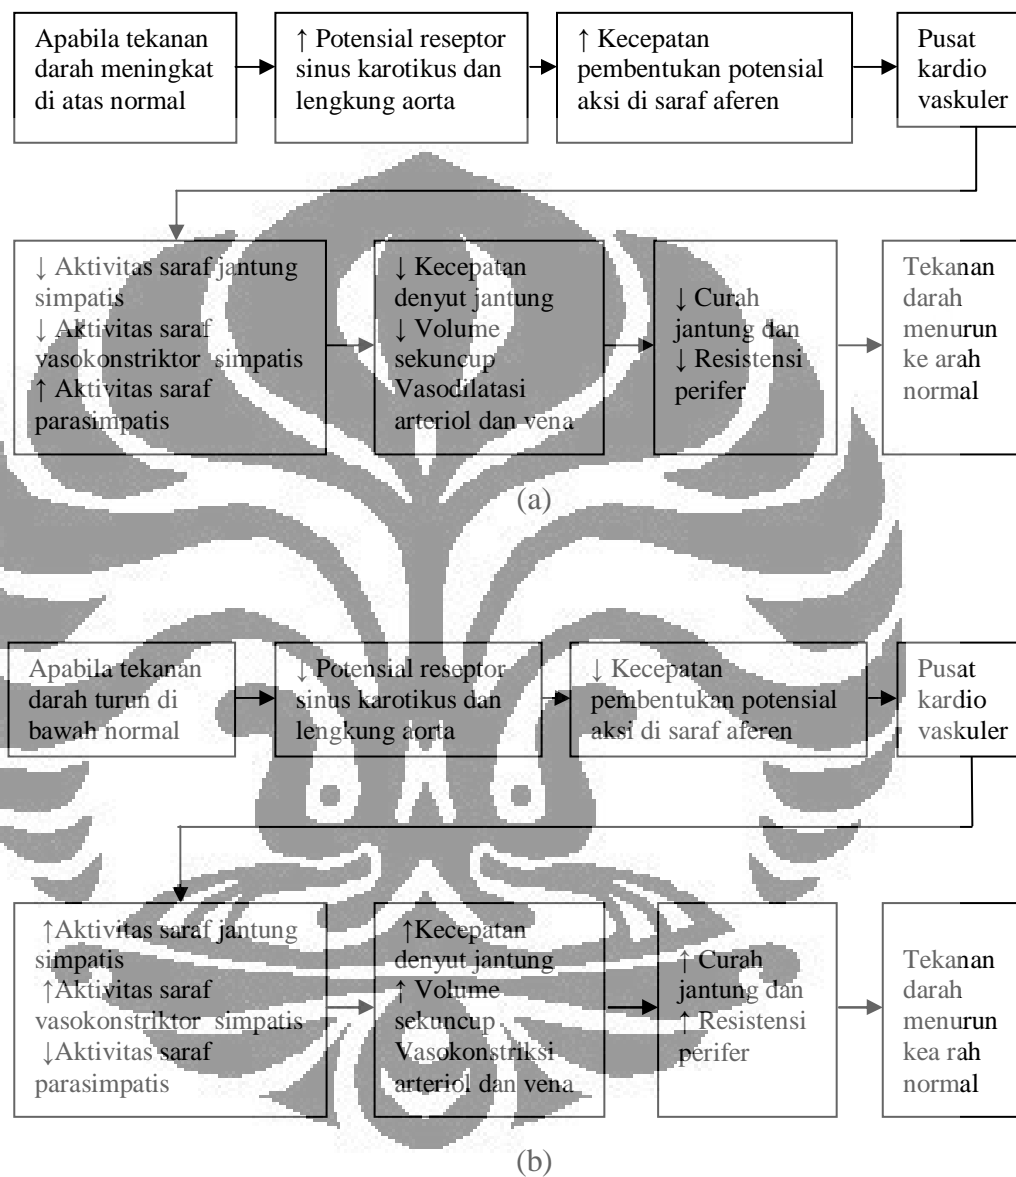 Apabila tekanan
darah meningkat
di atas normal
↑ Potensial reseptor
sinus karotikus dan
lengkung aorta
↑ Kecepatan
pembentukan potensial
aksi di saraf aferen
Pusat
kardio
vaskuler
↓ Aktivitas saraf jantung
simpatis
↓ Aktivitas saraf
vasokonstriktor simpatis
↑ Aktivitas saraf
parasimpatis
↓ Kecepatan
denyut jantung
↓ Volume
sekuncup
Vasodilatasi
arteriol dan vena
↓ Curah
jantung dan
↓ Resistensi
perifer
Tekanan
darah
menurun
ke arah
normal
(a)
Apabila tekanan
darah turun di
bawah normal
↓ Potensial reseptor
sinus karotikus dan
lengkung aorta
↓ Kecepatan
pembentukan potensial
aksi di saraf aferen
Pusat
kardio
vaskuler
↑Aktivitas saraf jantung
simpatis
↑Aktivitas saraf
vasokonstriktor simpatis
↓Aktivitas saraf
parasimpatis
↑Kecepatan
denyut jantung
↑ Volume
sekuncup
Vasokonstriksi
arteriol dan vena
↑ Curah
jantung dan
↑ Resistensi
perifer
Tekanan
darah
menurun
kea rah
normal
(b)